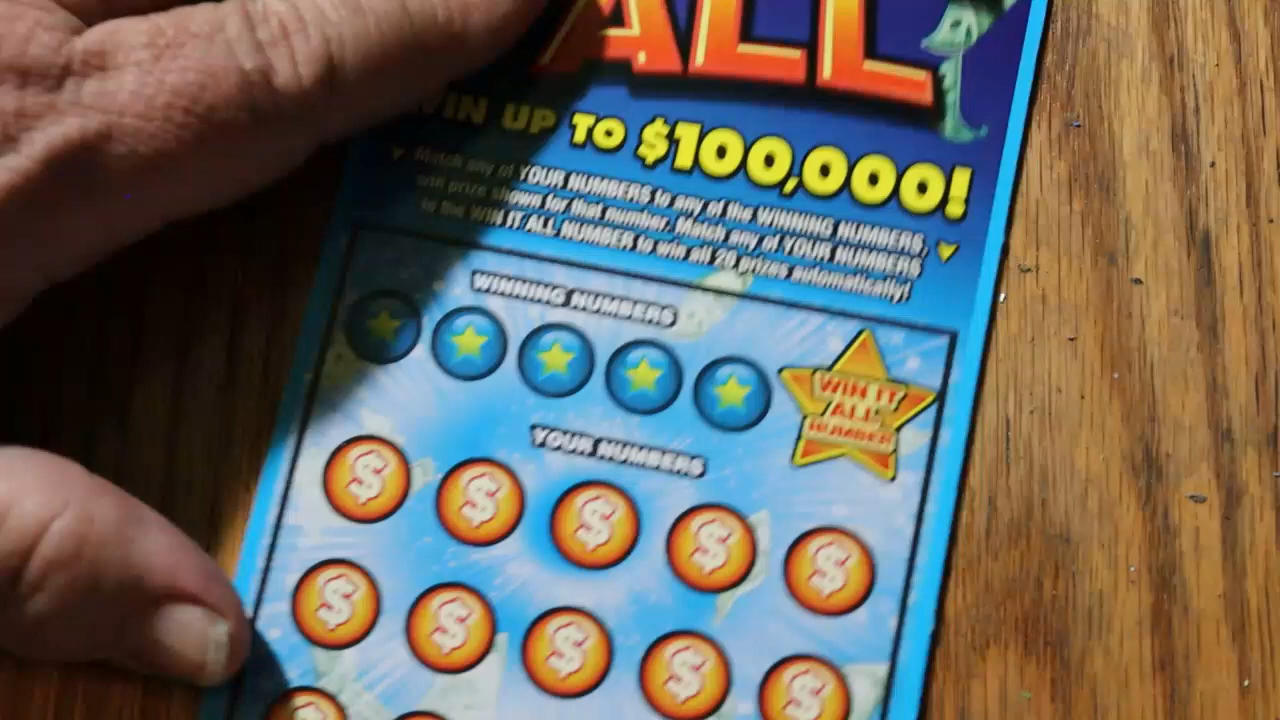 ALL
WIN UP TO $100,000!
Match any of YOUR NUMBERS to any of the WINNING NUMBERS,
win prize shown for that number. Match any of YOUR NUMBERS
to the WIN IT ALL NUMBER to win all 20 prizes automatically!
WINNING NUMBERS
WIN IT
ALL
NUMBER
YOUR NUMBERS
$ $ $ $ $
$ $ $ $ $
$